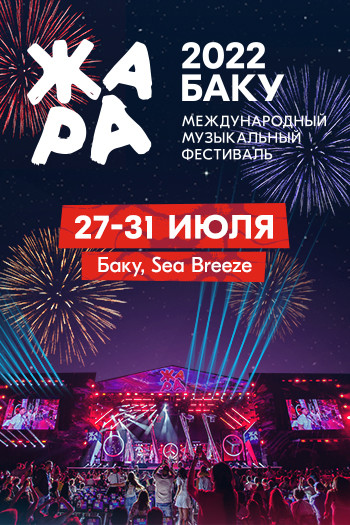 ЖА
РА
2022
БАКУ
МЕЖДУНАРОДНЫЙ
МУЗЫКАЛЬНЫЙ
ФЕСТИВАЛЬ
27-31 ИЮЛЯ
Баку, Sea Breeze